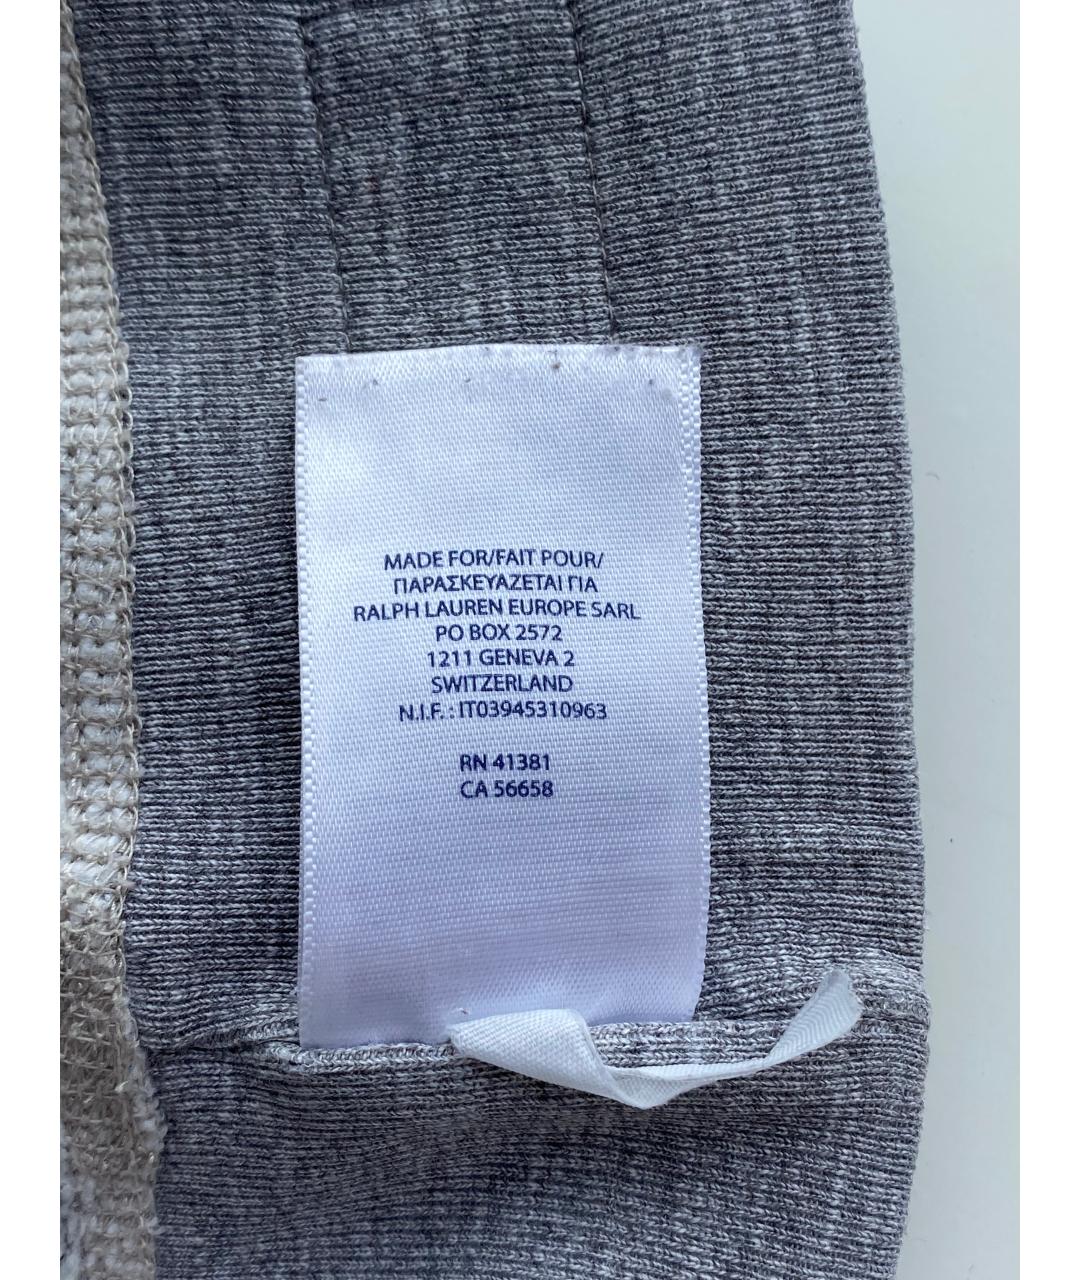 MADE FOR/FAIT POUR/
ΠΑΡΑΣΚΕΥΑΖΕΤΑΙ ΓΙΑ
RALPH LAUREN EUROPE SARL
PO BOX 2572
1211 GENEVA 2
SWITZERLAND
N.I.F. : IT03945310963
RN 41381
CA 56658